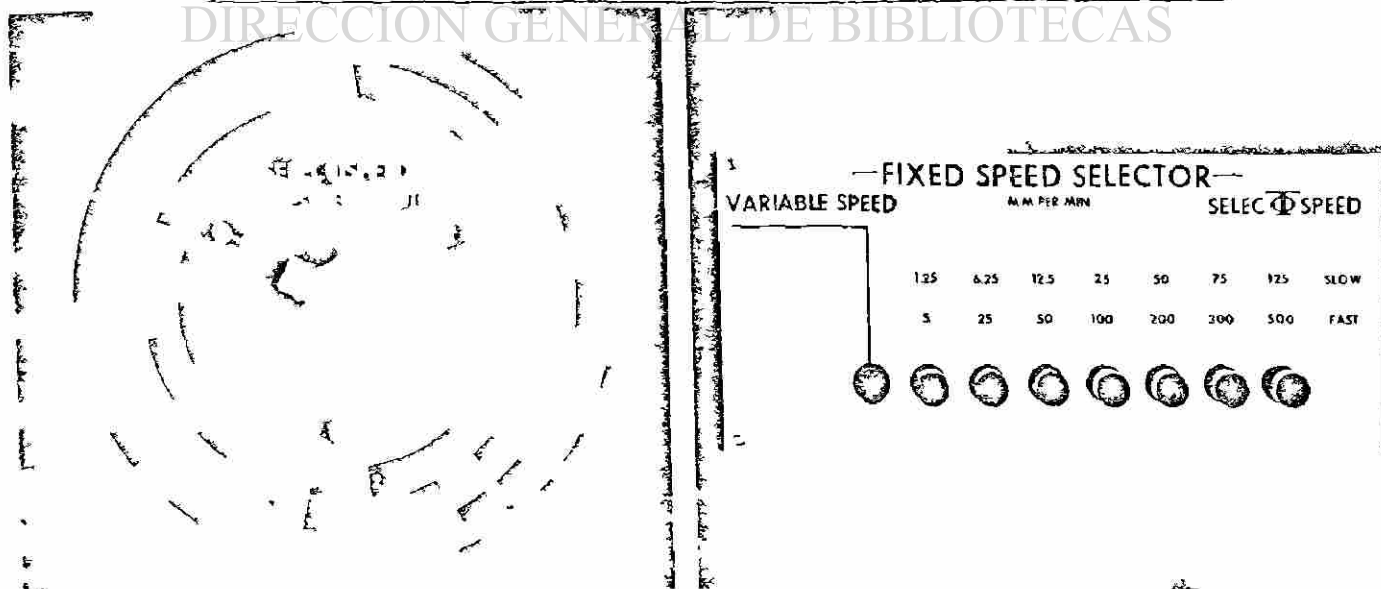 DIRECCION GENERAL DE BIBLIOTECAS
FIXED SPEED SELECTOR
VARIABLE SPEED
MM PER MIN
SELEC SPEED
1.25 6.25 12.5 25 50 75 125 SLOW
5 25 50 100 200 300 500 FAST